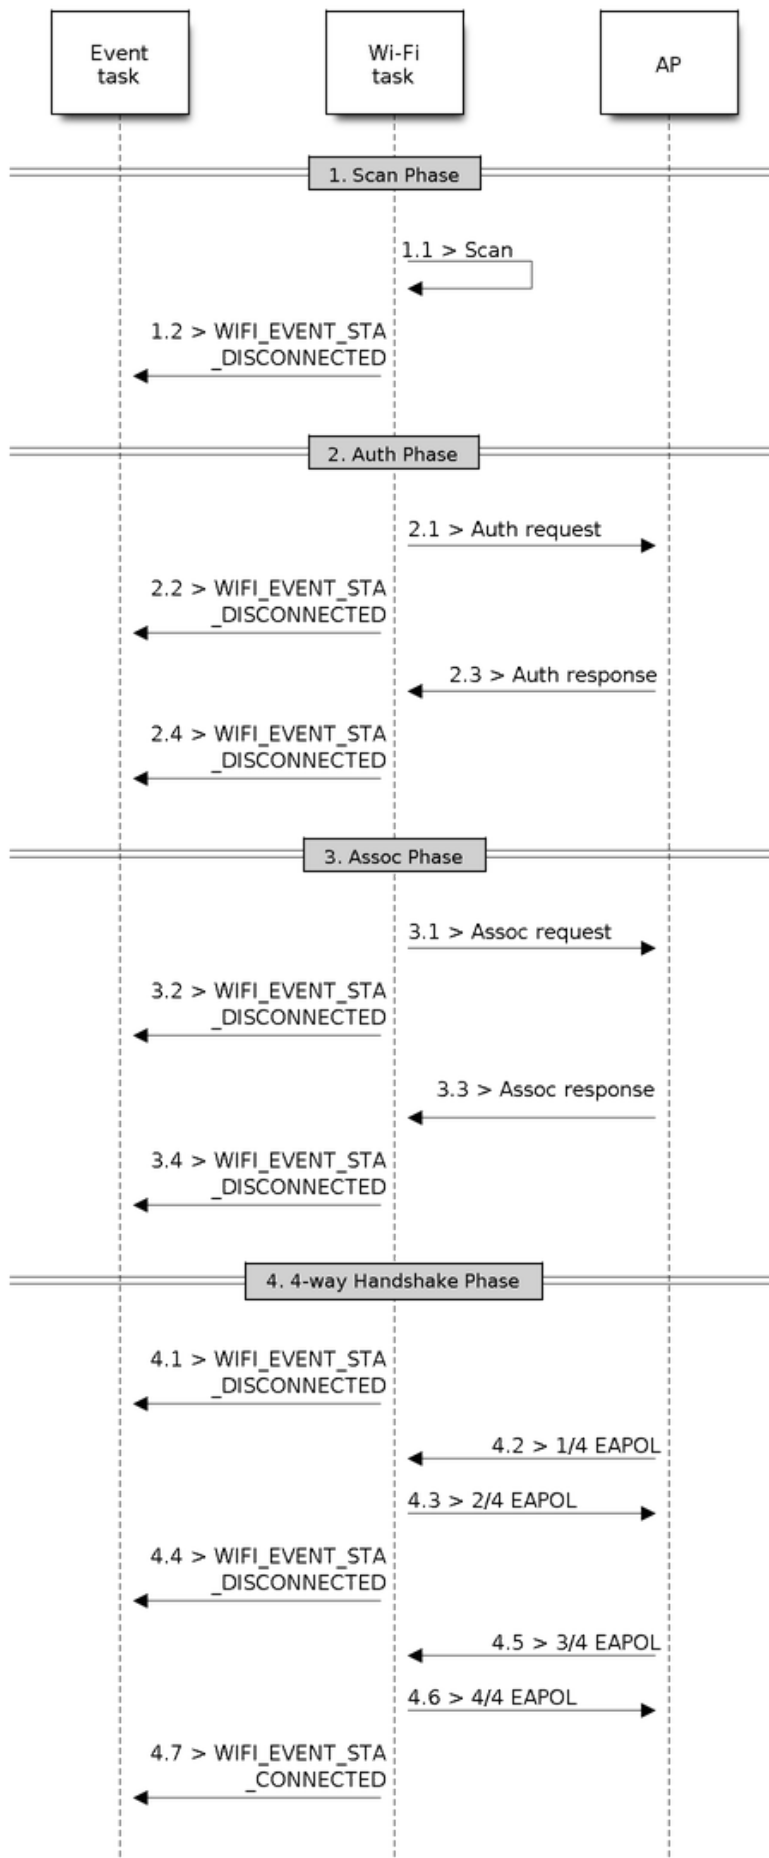 Event
task
Wi-Fi
task
AP
1. Scan Phase
1.1 > Scan
1.2 > WIFI_EVENT_STA
_DISCONNECTED
2. Auth Phase
2.1 > Auth request
2.2 > WIFI_EVENT_STA
_DISCONNECTED
2.3 > Auth response
2.4 > WIFI_EVENT_STA
_DISCONNECTED
3. Assoc Phase
3.1 > Assoc request
3.2 > WIFI_EVENT_STA
_DISCONNECTED
3.3 > Assoc response
3.4 > WIFI_EVENT_STA
_DISCONNECTED
4. 4-way Handshake Phase
4.1 > WIFI_EVENT_STA
_DISCONNECTED
4.2 > 1/4 EAPOL
4.3 > 2/4 EAPOL
4.4 > WIFI_EVENT_STA
_DISCONNECTED
4.5 > 3/4 EAPOL
4.6 > 4/4 EAPOL
4.7 > WIFI_EVENT_STA
_CONNECTED